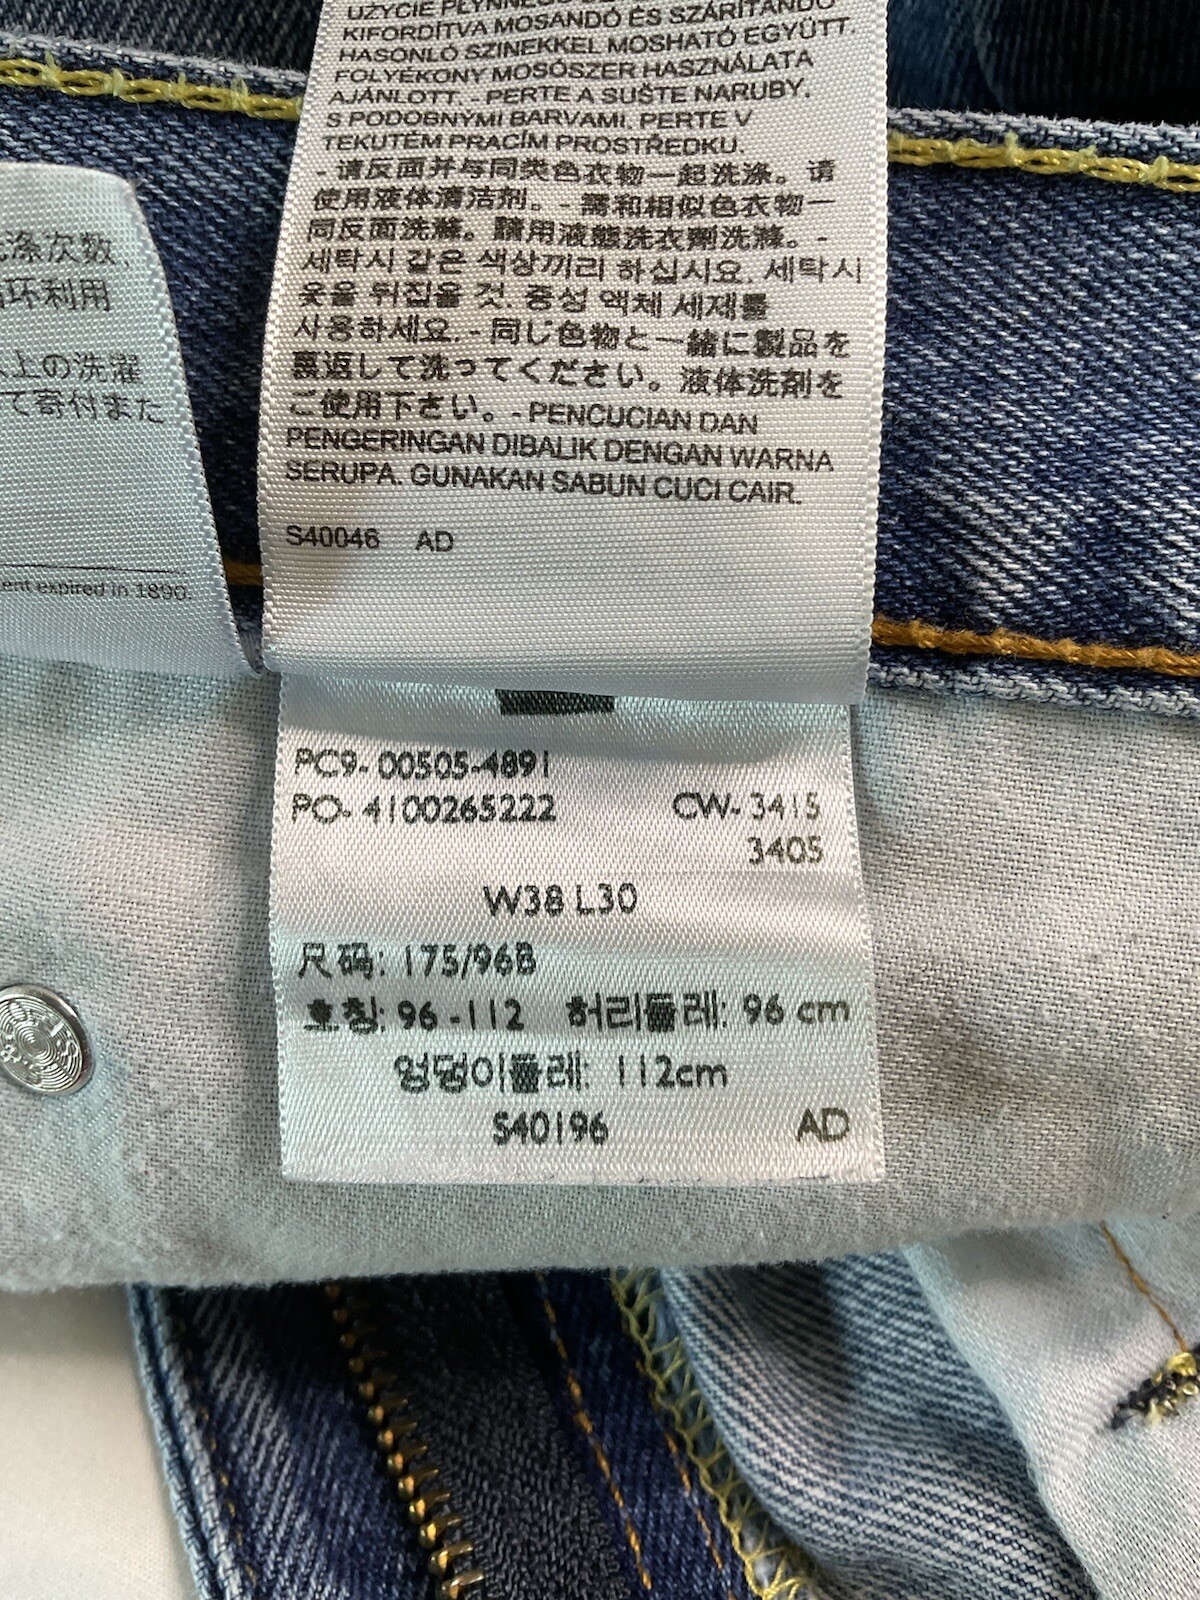 KIFORDÍTVA MOSANDÓ ÉS SZÁRÍTANDÓ
HASONLÓ SZINEKKEL MOSHATÓ EGYÜTT.
FOLYÉKONY MOSÓSZER HASZNÁLATA
AJÁNLOTT. - PERTE A SUŠTE NARUBY.
S PODOBNÝMI BARVAMI. PERTE V
TEKUTÉM PRACÍM PROSTŘEDKU.
- 请反面并与同类色衣物一起洗涤。请
使用液体清洁剂。- 需和相似色衣物一
同反面洗滌。請用液態洗衣劑洗滌。-
세탁시 같은 색상끼리 하십시요. 세탁시
옷을 뒤집을 것. 중성 액체 세제를
사용하세요. - 同じ色物と一緒に製品を
裏返して洗ってください。液体洗剤を
ご使用下さい。- PENCUCIAN DAN
PENGERINGAN DIBALIK DENGAN WARNA
SERUPA. GUNAKAN SABUN CUCI CAIR.
S40046 AD
涤次数
环利用
上の洗濯
て寄付また
expired in 1890.
PC9- 00505-4891
PO- 4100265222 CW- 3415
3405
W38 L30
尺码: 175/96B
호칭: 96 -112 허리둘레: 96 cm
엉덩이둘레: 112cm
S40196 AD